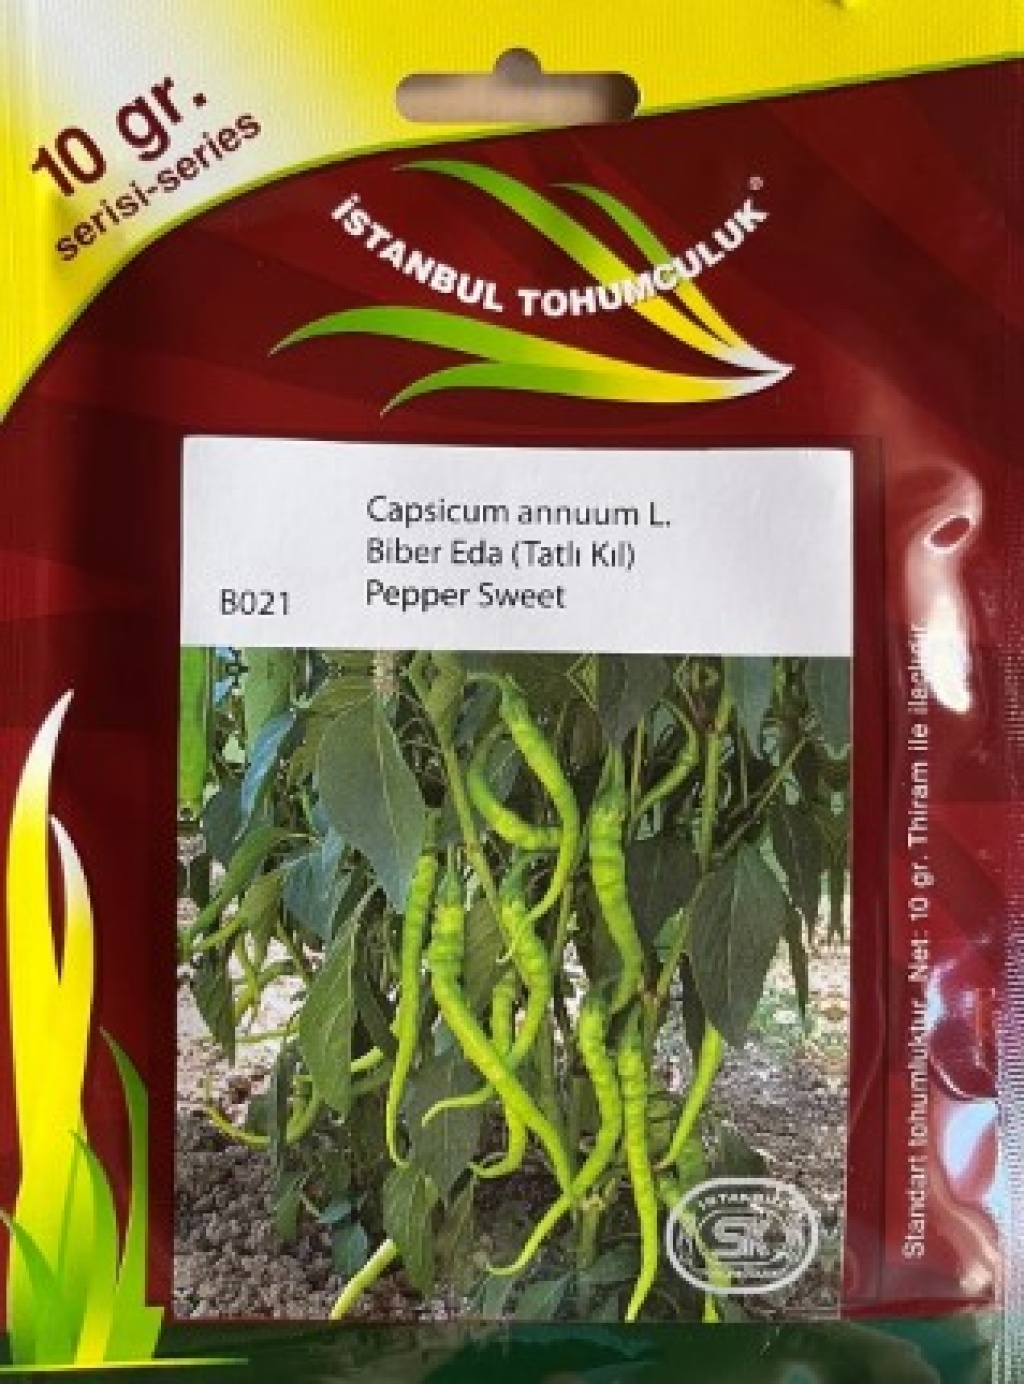 10 gr.
serisi-series
İSTANBUL TOHUMCULUK
Capsicum annuum L.
Biber Eda (Tatlı Kıl)
B021 Pepper Sweet
Standart tohumluktur. Net: 10 gr. Thiram ile ilaçlıdır
İSTANBUL